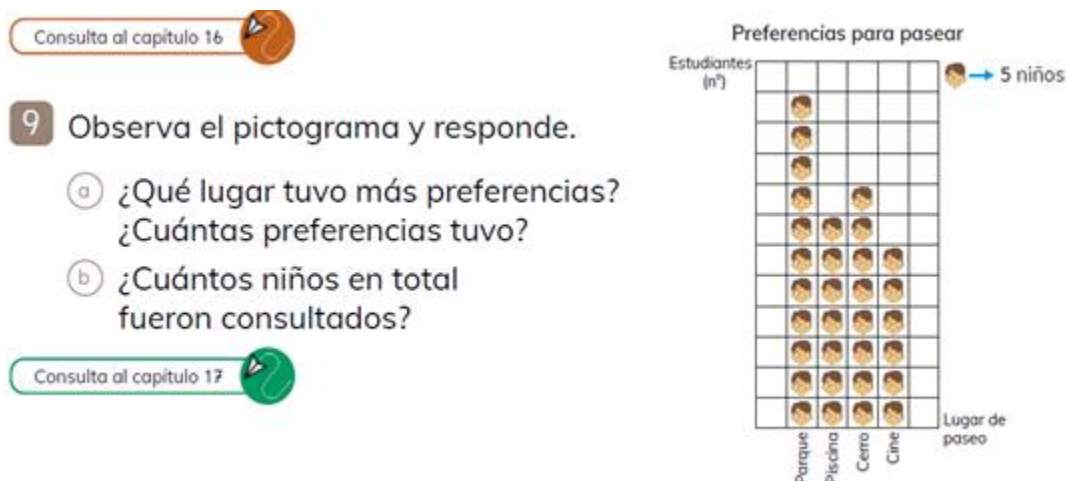 Consulta al capítulo 16
9 Observa el pictograma y responde.
a ¿Qué lugar tuvo más preferencias?
¿Cuántas preferencias tuvo?
b ¿Cuántos niños en total
fueron consultados?
Consulta al capítulo 17
Preferencias para pasear
Estudiantes
(n°)
5 niños
Lugar de
paseo
Parque
Piscina
Cerro
Cine